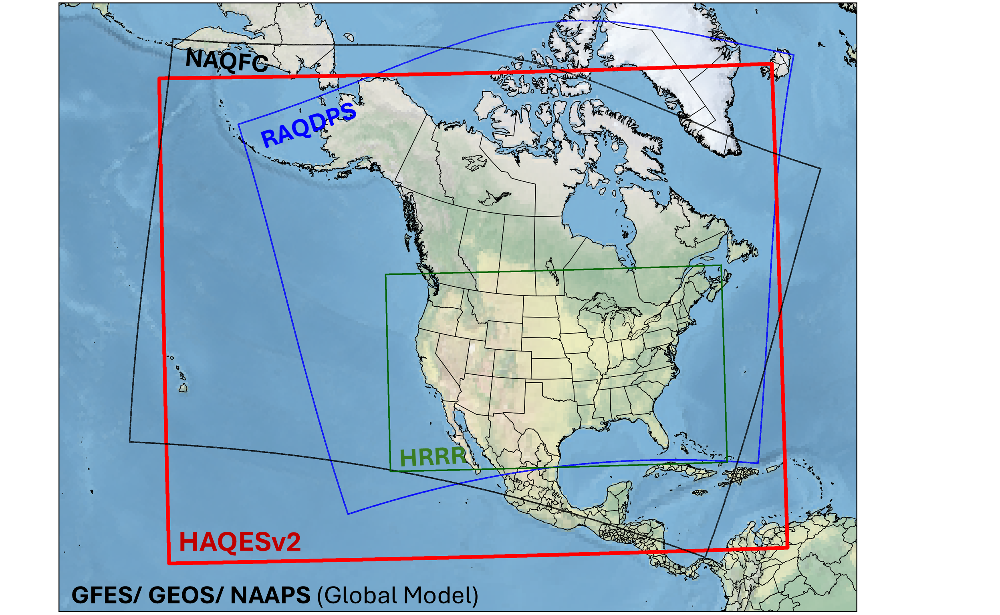 NAQFC
RAQDPS
HRRR
HAQESv2
GFES/ GEOS/ NAAPS (Global Model)